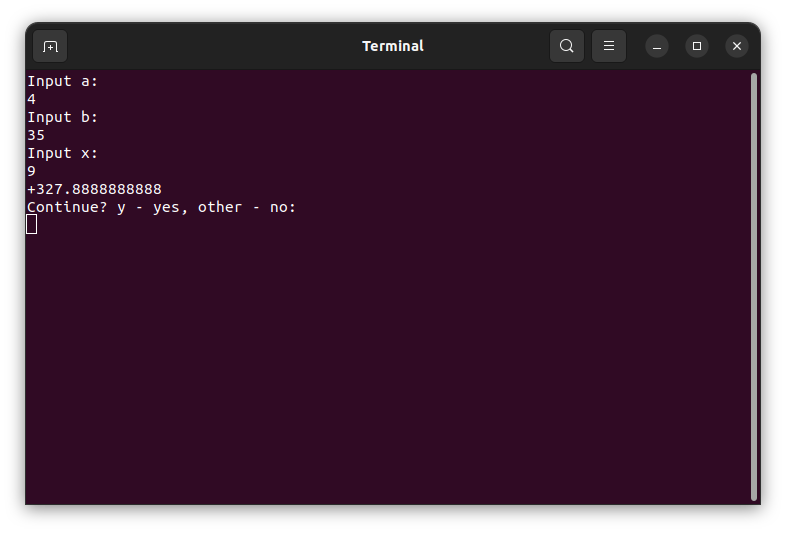 Terminal
Input a:
4
Input b:
35
Input x:
9
+327.8888888888
Continue? y - yes, other - no: